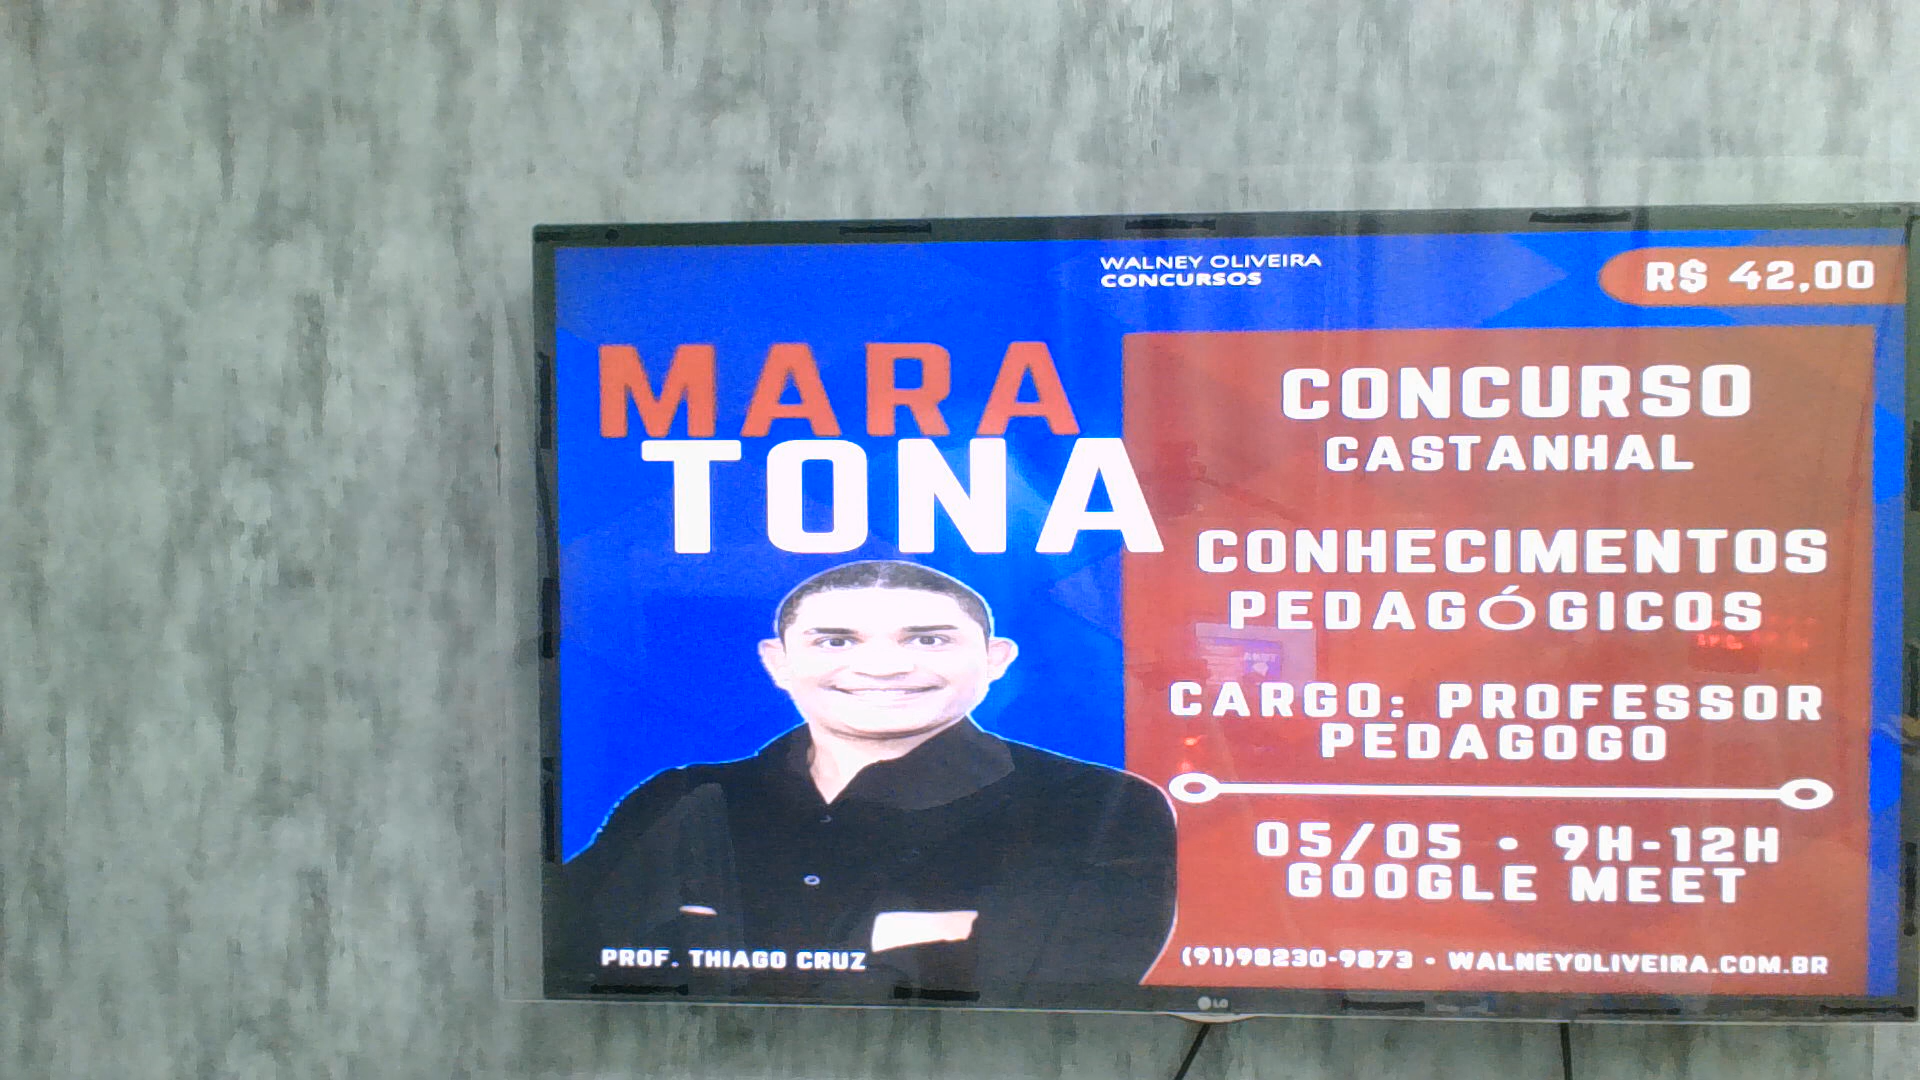 WALNEY OLIVEIRA
CONCURSOS
R$ 42,00
MARA
TONA
CONCURSO
CASTANHAL
CONHECIMENTOS
PEDAGÓGICOS
CARGO: PROFESSOR
PEDAGOGO
05/05 • 9H-12H
GOOGLE MEET
PROF. THIAGO CRUZ
(91)98230-9873 • WALNEYOLIVEIRA.COM.BR
LG